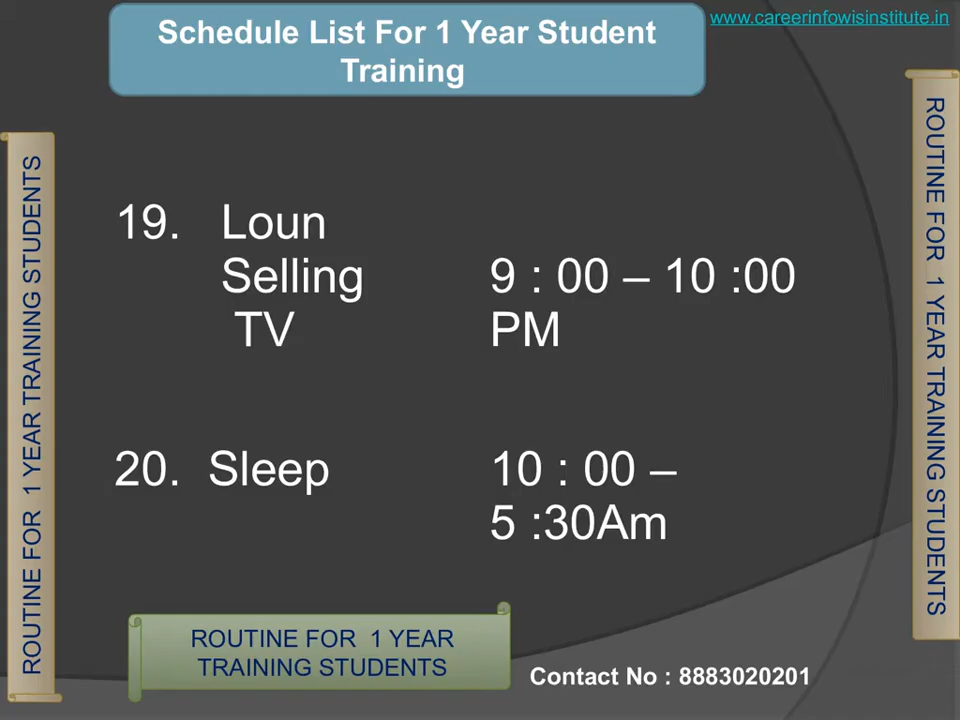 Schedule List For 1 Year Student
Training
www.careerinfowisinstitute.in
ROUTINE FOR 1 YEAR TRAINING STUDENTS
19. Loun
Selling 9 : 00 – 10 :00
TV PM
20. Sleep 10 : 00 –
5 :30Am
ROUTINE FOR 1 YEAR TRAINING STUDENTS
ROUTINE FOR 1 YEAR
TRAINING STUDENTS
Contact No : 8883020201